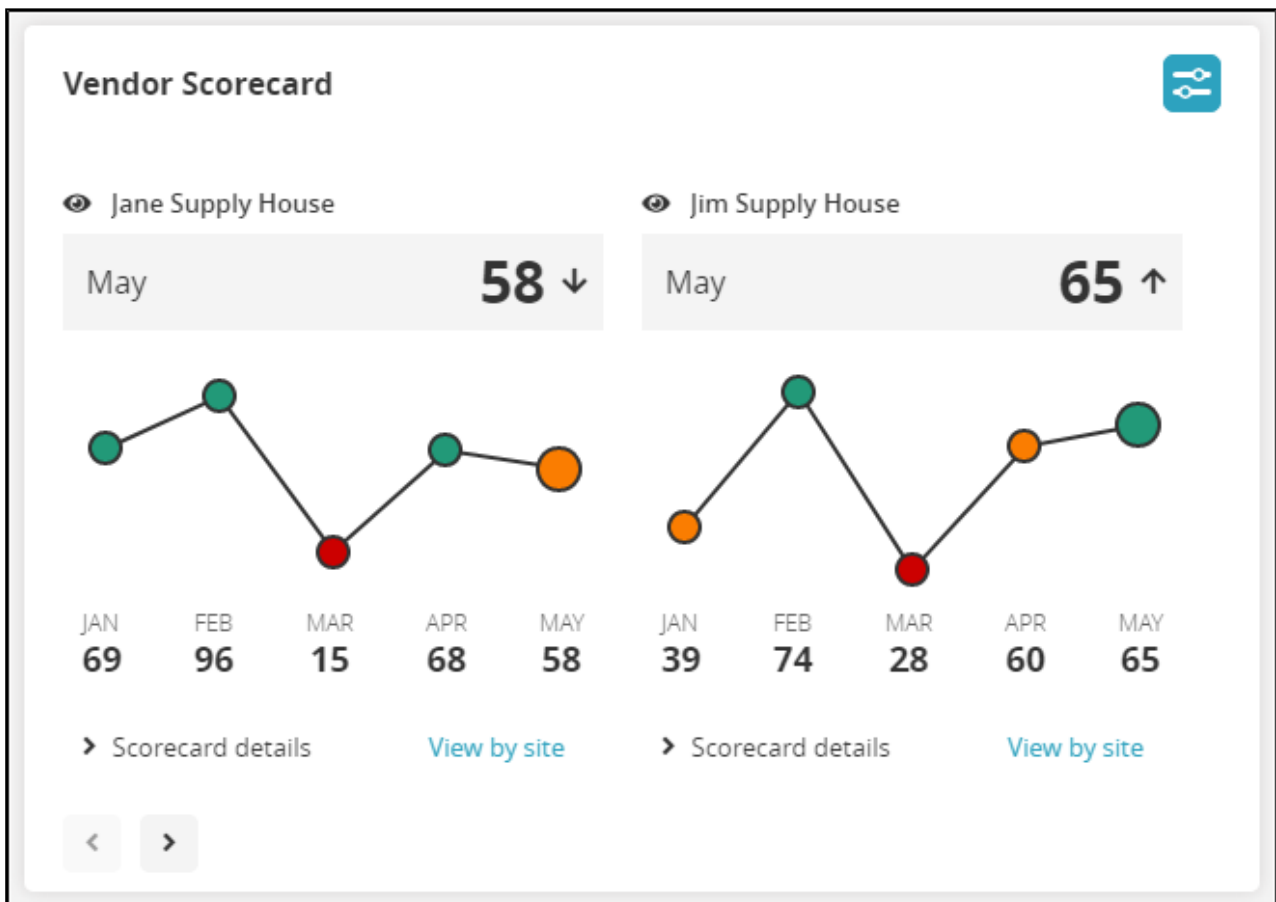 Vendor Scorecard
Jane Supply House
May 58
JAN FEB MAR APR MAY
69 96 15 68 58
Scorecard details View by site
Jim Supply House
May 65
JAN FEB MAR APR MAY
39 74 28 60 65
Scorecard details View by site